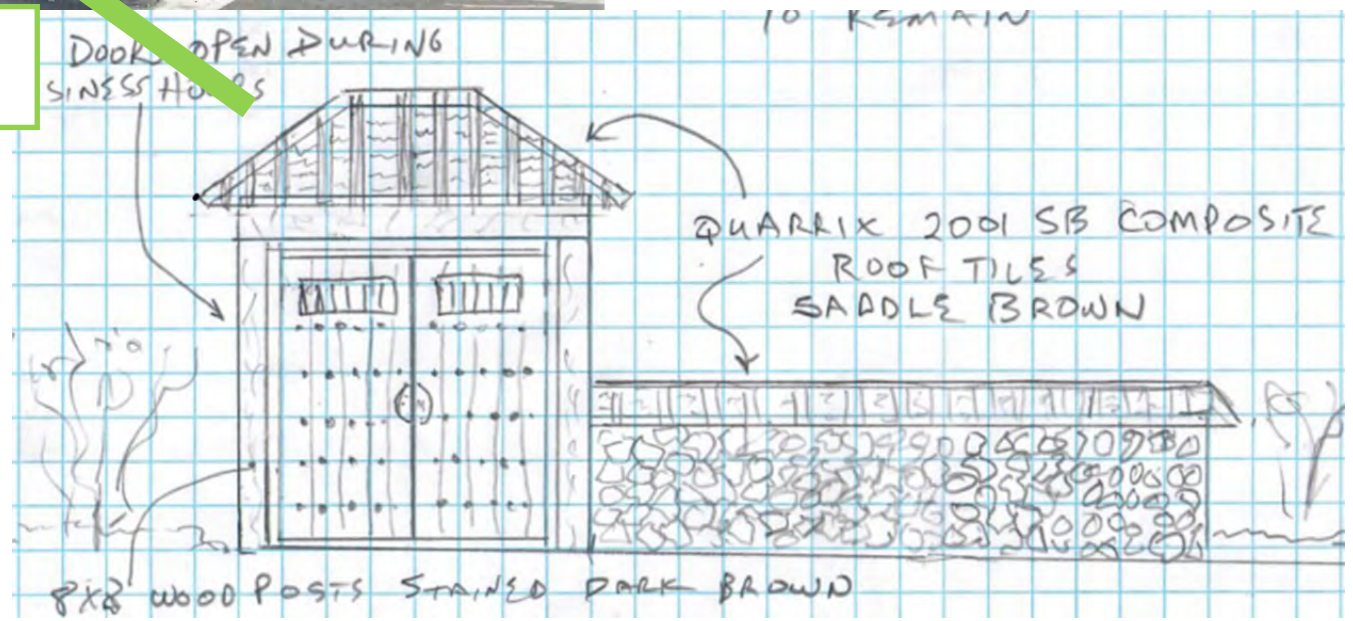 TO REMAIN
DOORS OPEN DURING
SINESS HOURS
QUARRIX 2001 SB COMPOSITE
ROOF TILES
SADDLE BROWN
8X8 WOOD POSTS STAINED DARK BROWN